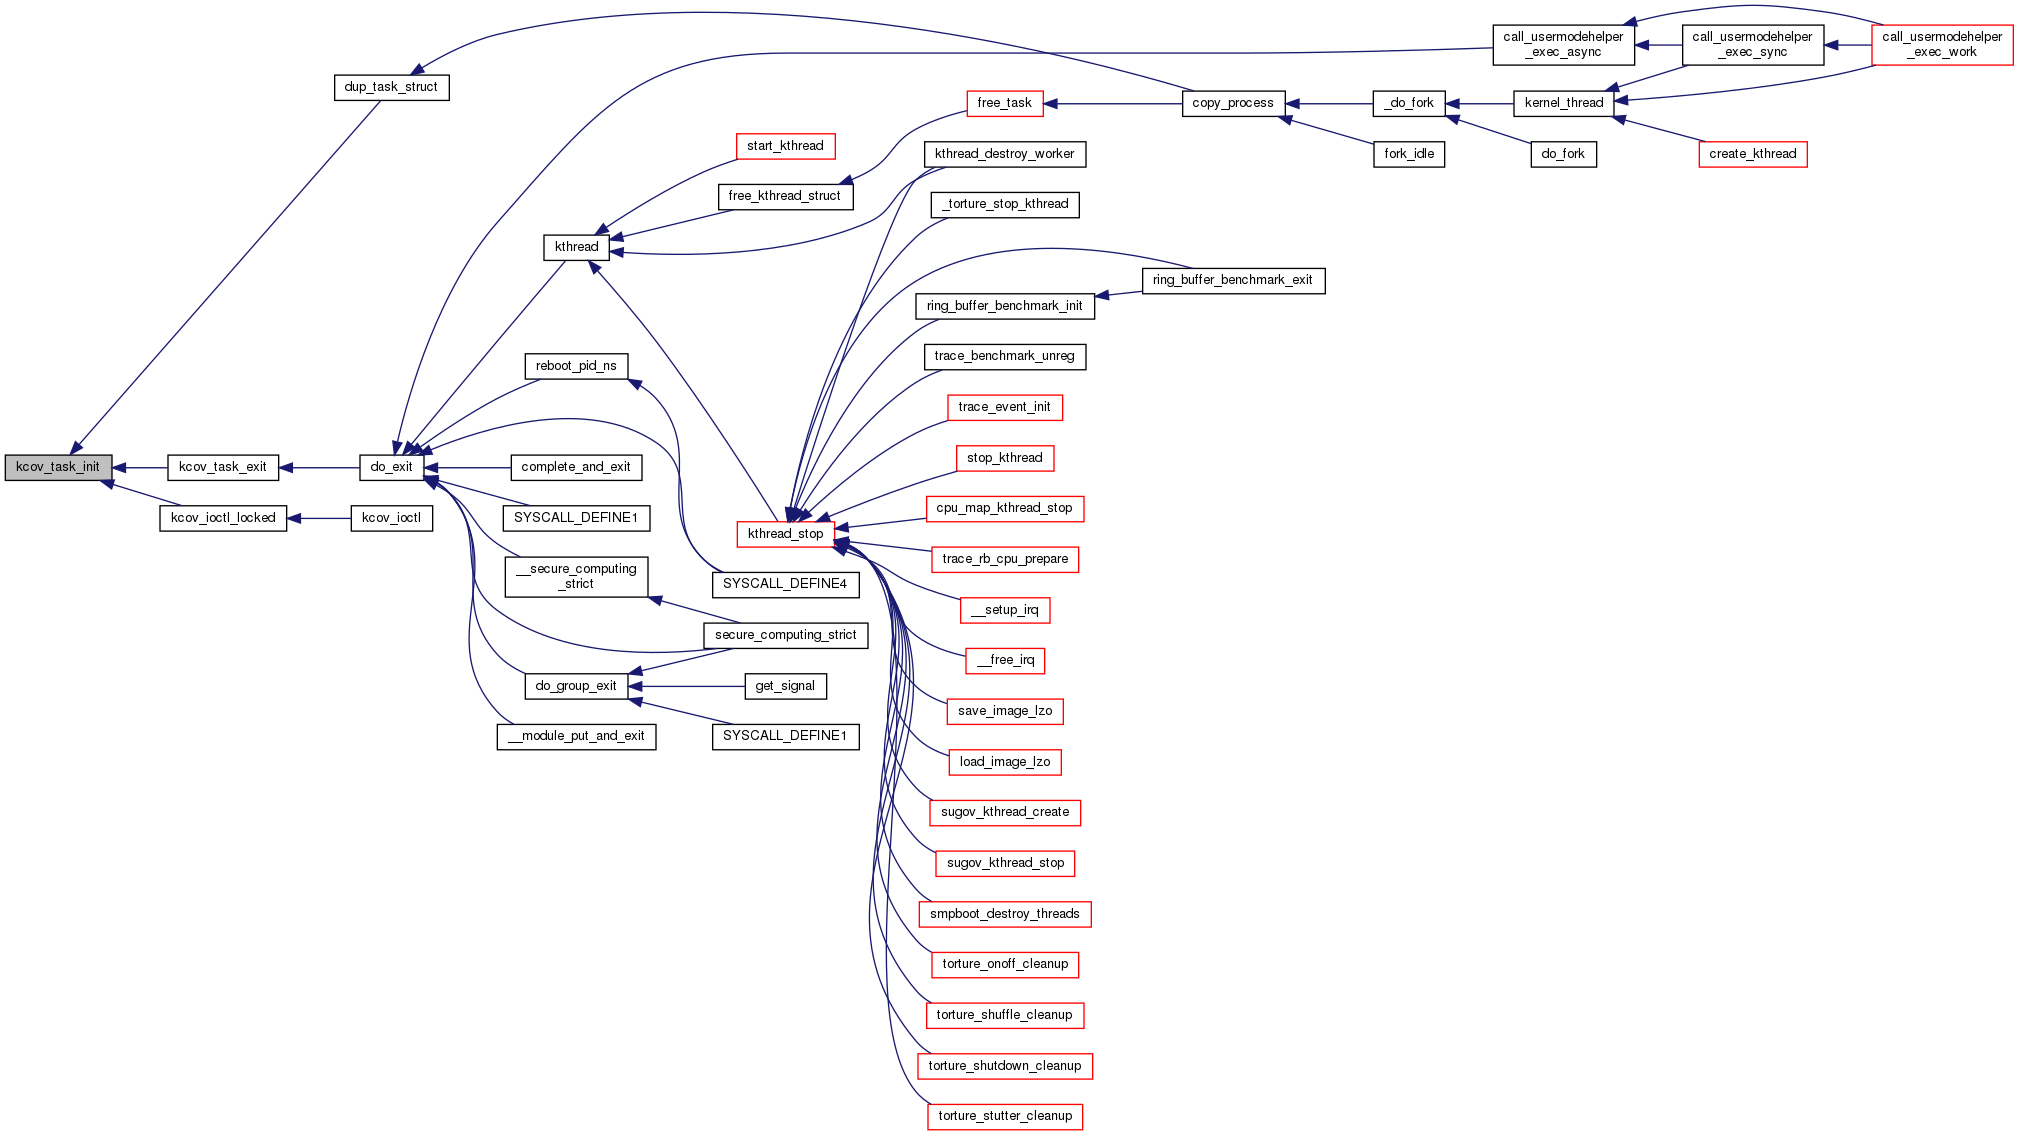 call_usermodehelper
_exec_async
call_usermodehelper
_exec_sync
call_usermodehelper
_exec_work
dup_task_struct
free_task
copy_process
_do_fork
kernel_thread
start_kthread
kthread_destroy_worker
fork_idle
do_fork
create_kthread
free_kthread_struct
_torture_stop_kthread
kthread
ring_buffer_benchmark_exit
ring_buffer_benchmark_init
reboot_pid_ns
trace_benchmark_unreg
trace_event_init
kcov_task_init
kcov_task_exit
do_exit
complete_and_exit
stop_kthread
kcov_ioctl_locked
kcov_ioctl
SYSCALL_DEFINE1
cpu_map_kthread_stop
kthread_stop
trace_rb_cpu_prepare
__secure_computing
_strict
SYSCALL_DEFINE4
__setup_irq
secure_computing_strict
__free_irq
do_group_exit
get_signal
save_image_lzo
__module_put_and_exit
SYSCALL_DEFINE1
load_image_lzo
sugov_kthread_create
sugov_kthread_stop
smpboot_destroy_threads
torture_onoff_cleanup
torture_shuffle_cleanup
torture_shutdown_cleanup
torture_stutter_cleanup